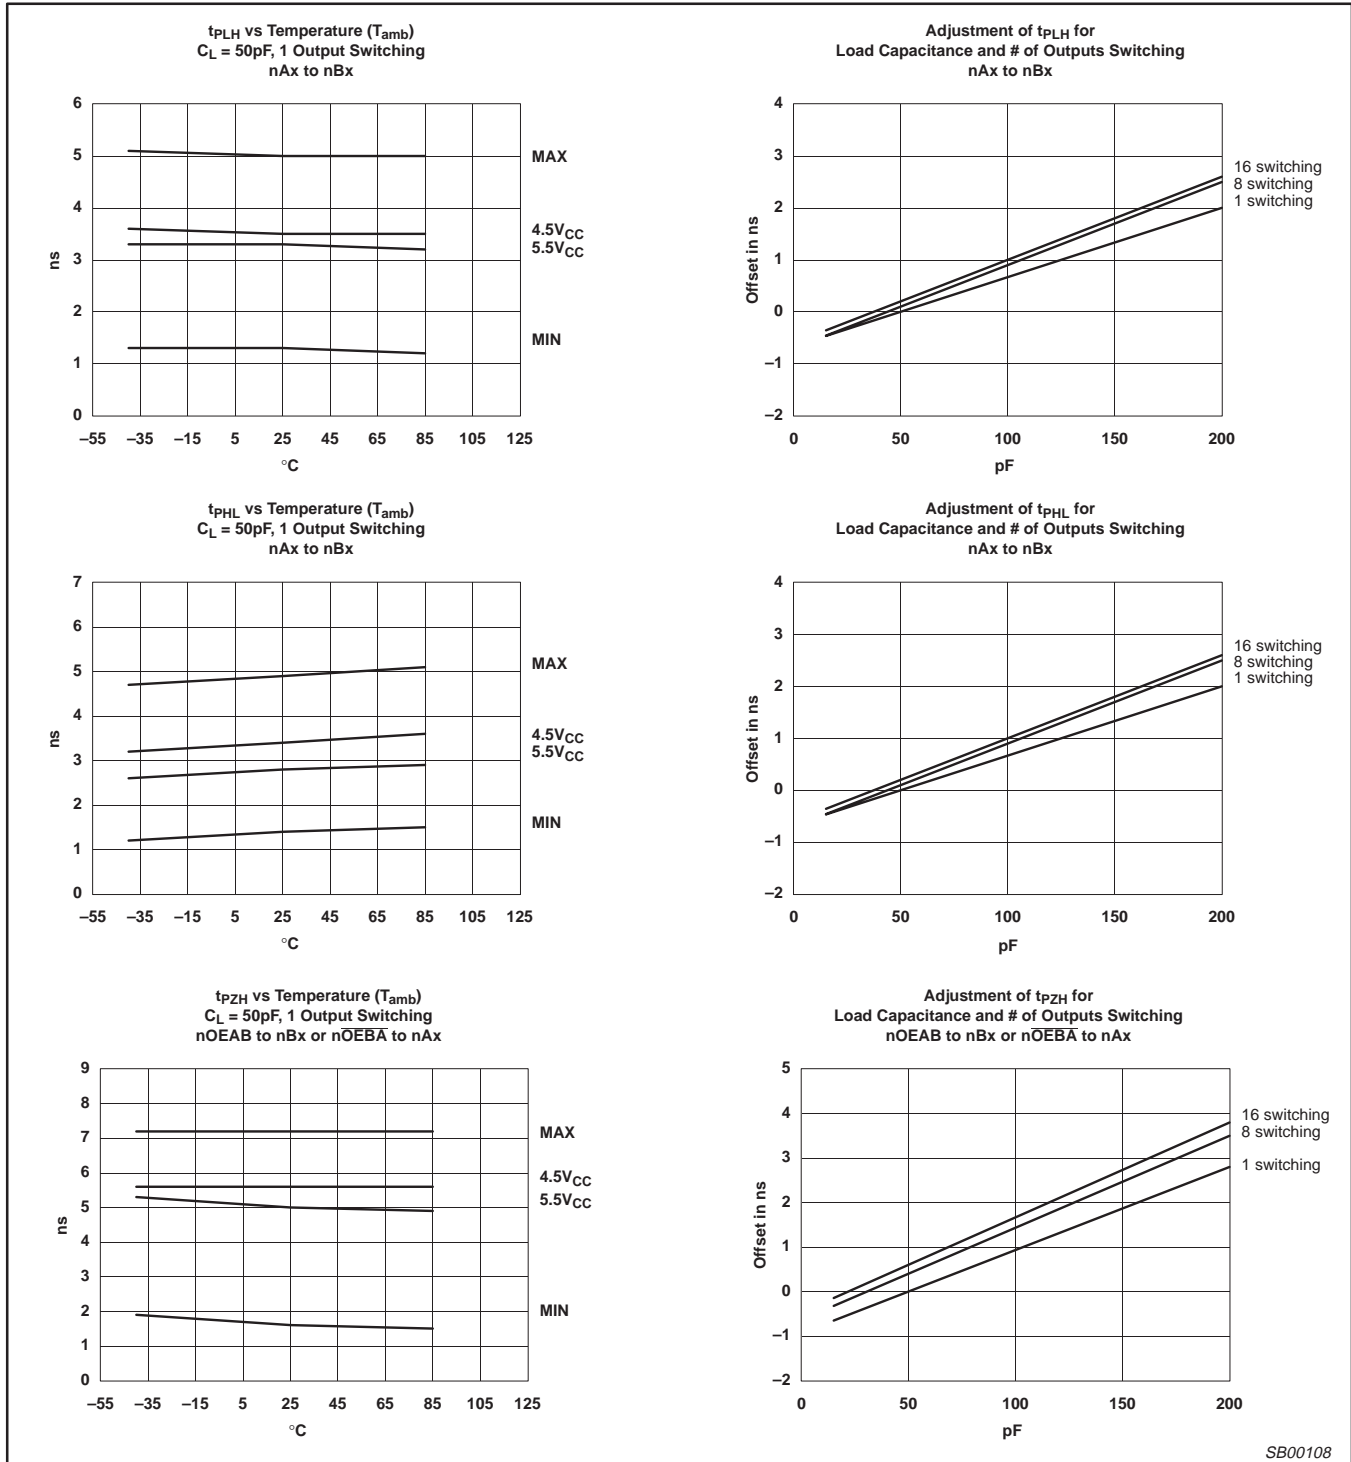 tPLH vs Temperature (Tamb)
CL = 50pF, 1 Output Switching
nAx to nBx
6
5
4
3
2
1
0
ns
MAX
4.5VCC
5.5VCC
MIN
–55 –35 –15 5 25 45 65 85 105 125
°C
Adjustment of tPLH for
Load Capacitance and # of Outputs Switching
nAx to nBx
4
3
2
1
0
–1
–2
Offset in ns
16 switching
8 switching
1 switching
0 50 100 150 200
pF
tPHL vs Temperature (Tamb)
CL = 50pF, 1 Output Switching
nAx to nBx
7
6
5
4
3
2
1
0
ns
MAX
4.5VCC
5.5VCC
MIN
–55 –35 –15 5 25 45 65 85 105 125
°C
Adjustment of tPHL for
Load Capacitance and # of Outputs Switching
nAx to nBx
4
3
2
1
0
–1
–2
Offset in ns
16 switching
8 switching
1 switching
0 50 100 150 200
pF
tPZH vs Temperature (Tamb)
CL = 50pF, 1 Output Switching
nOEAB to nBx or nO̅E̅B̅A̅ to nAx
9
8
7
6
5
4
3
2
1
0
ns
MAX
4.5VCC
5.5VCC
MIN
–55 –35 –15 5 25 45 65 85 105 125
°C
Adjustment of tPZH for
Load Capacitance and # of Outputs Switching
nOEAB to nBx or nO̅E̅B̅A̅ to nAx
5
4
3
2
1
0
–1
–2
Offset in ns
16 switching
8 switching
1 switching
0 50 100 150 200
pF
SB00108